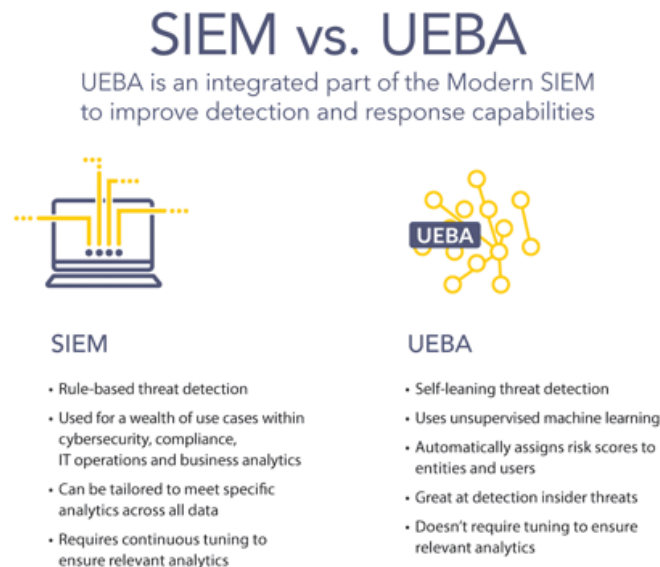 SIEM vs. UEBA
UEBA is an integrated part of the Modern SIEM
to improve detection and response capabilities
UEBA
SIEM
• Rule-based threat detection
• Used for a wealth of use cases within
cybersecurity, compliance,
IT operations and business analytics
• Can be tailored to meet specific
analytics across all data
• Requires continuous tuning to
ensure relevant analytics
UEBA
• Self-leaning threat detection
• Uses unsupervised machine learning
• Automatically assigns risk scores to
entities and users
• Great at detection insider threats
• Doesn't require tuning to ensure
relevant analytics